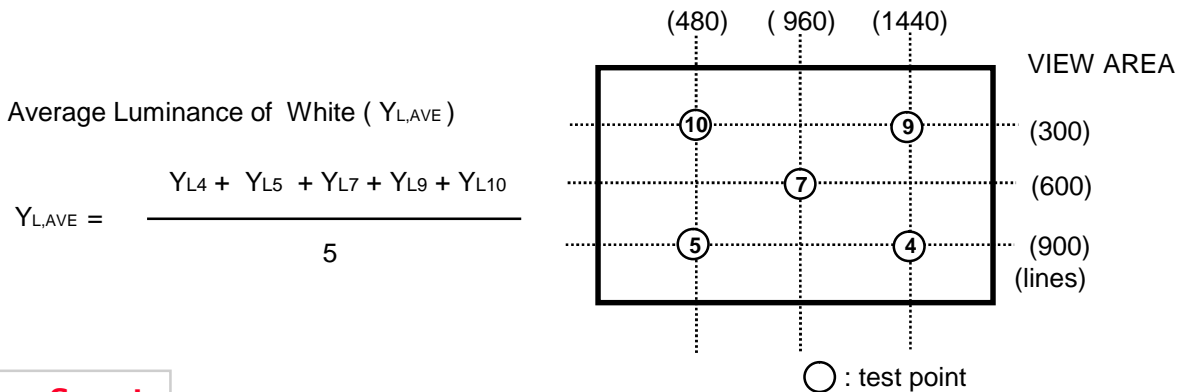 (480) ( 960) (1440)
VIEW AREA
Average Luminance of White ( YL,AVE )
10 9 (300)
YL4 + YL5 + YL7 + YL9 + YL10
7 (600)
YL,AVE =
5
5 4 (900)
(lines)
: test point